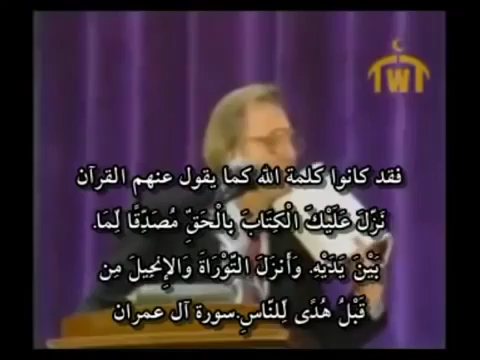 TWT
فقد كانوا كلمة الله كما يقول عنهم القرآن
نَزَّلَ عَلَيْكَ الْكِتَابَ بِالْحَقِّ مُصَدِّقًا لِمَا.
بَيْنَ يَدَيْهِ. وَأَنزَلَ التَّوْرَاةَ وَالإِنجِيلَ مِن
قَبْلُ هُدًى لِّلنَّاسِ.سورة آل عمران